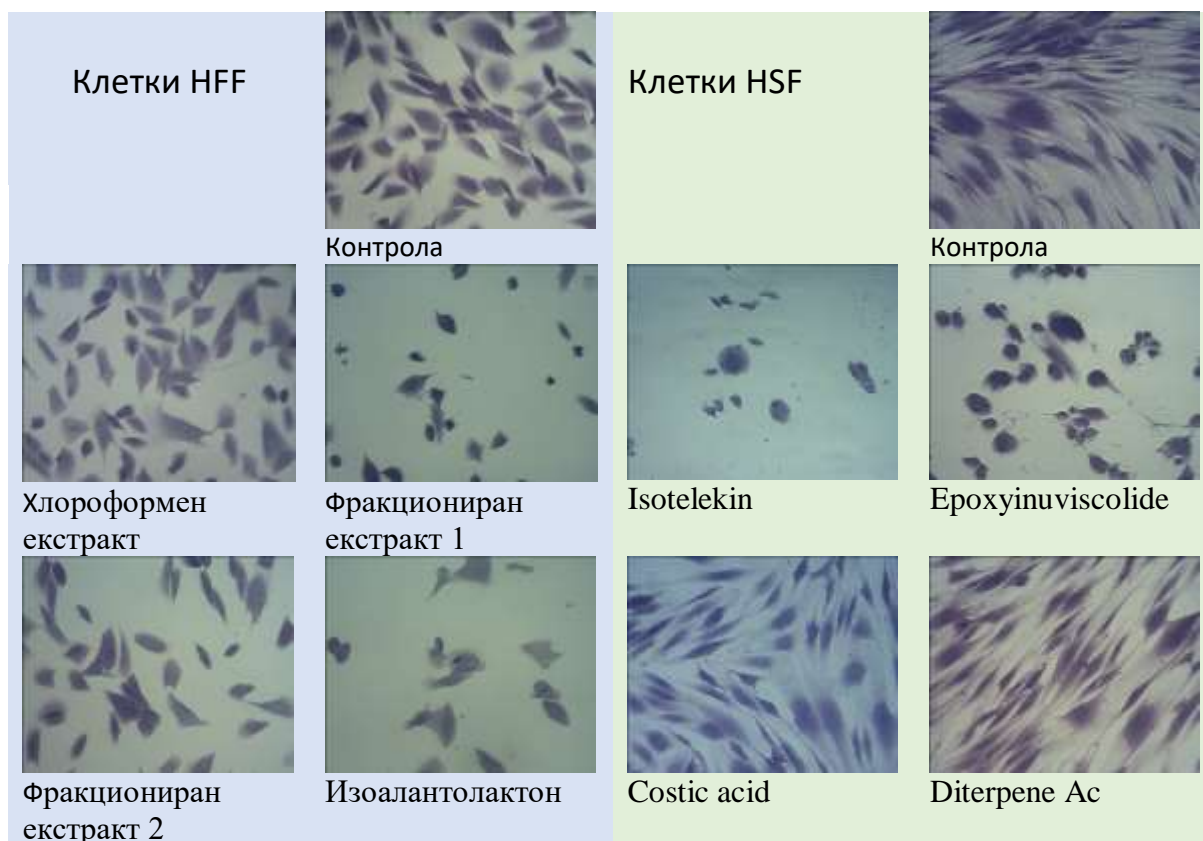 Клетки HFF
Клетки HSF
Контрола
Контрола
Хлороформен
екстракт
Фракциониран
екстракт 1
Isotelekin
Epoxyinuviscolide
Фракциониран
екстракт 2
Изоалантолактон
Costic acid
Diterpene Ac